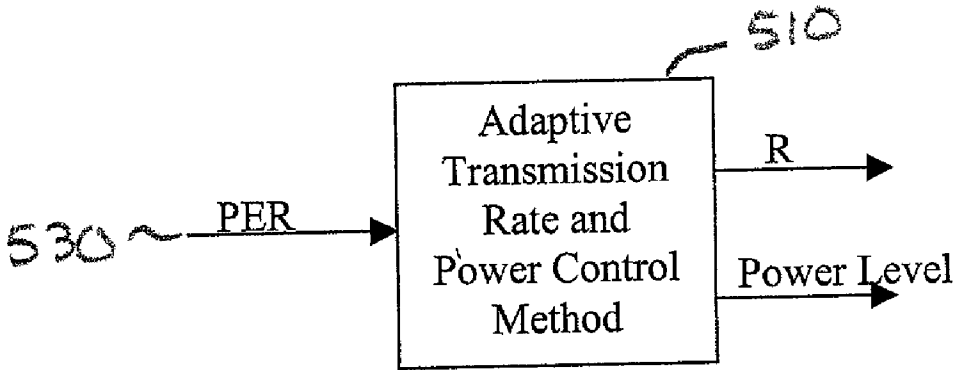 510
Adaptive
Transmission
Rate and
Power Control
Method
R
530
PER
Power Level